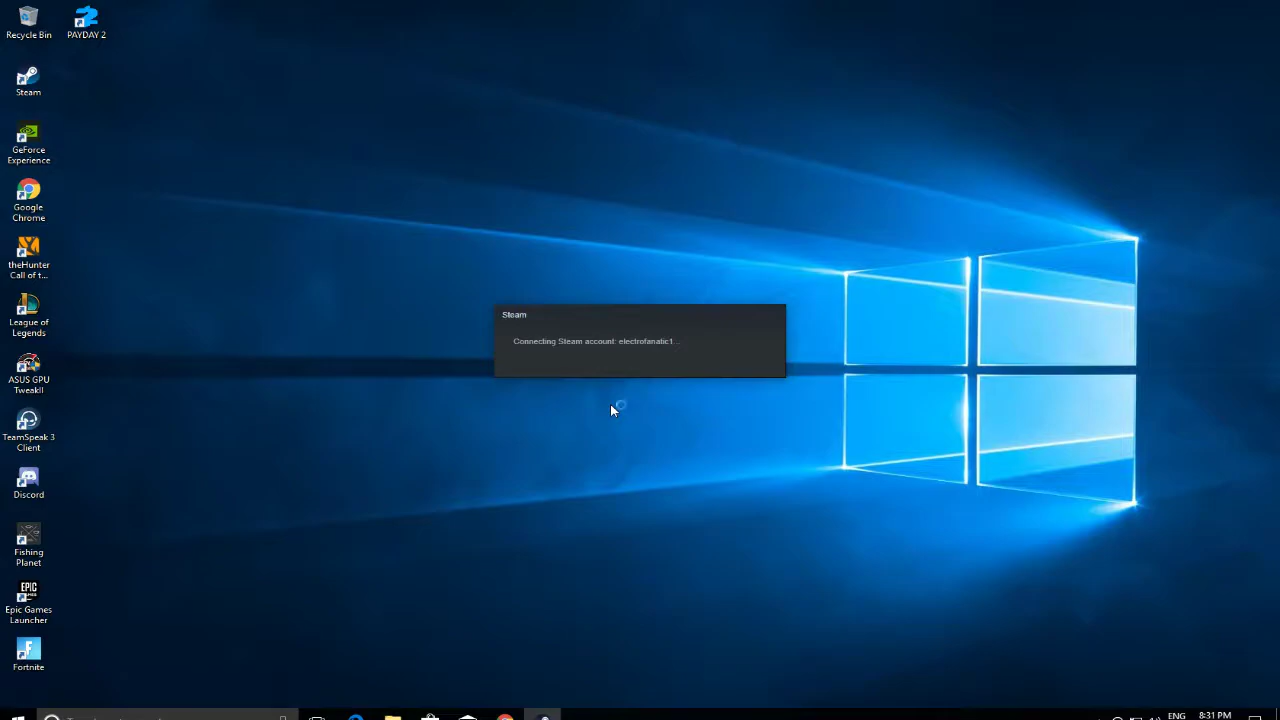 Recycle Bin
PAYDAY 2
Steam
GeForce
Experience
Google
Chrome
theHunter
Call of t...
League of
Legends
ASUS GPU
TweakII
TeamSpeak 3
Client
Discord
Fishing
Planet
EPIC
GAMES
Epic Games
Launcher
Fortnite
Steam
Connecting Steam account: electrofanatic1...
ENG
8:31 PM